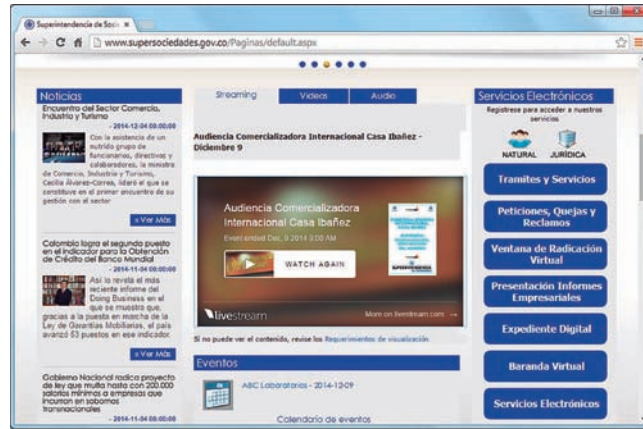 Superintendencia de Soci
www.supersociedades.gov.co/Paginas/default.aspx
Noticias
Encuentro del Sector Comercio,
Industria y Turismo
- 2014-12-04 00:00:00
Con la asistencia de un
nutrido grupo de
funcionarios, directivos y
colaboradores, la ministra
de Comercio, Industria y Turismo,
Cecilia Álvarez-Correa, lideró el que se
constituye en el primer encuentro de su
gestión con el sector
» Ver Más
Colombia logra el segundo puesto
en el indicador para la Obtención
de Crédito del Banco Mundial
- 2014-11-04 00:00:00
Así lo revela el más
reciente informe del
Doing Business en el
que se muestra que,
gracias a la puesta en marcha de la
Ley de Garantías Mobiliarias, el país
avanzó 53 puestos en ese indicador.
» Ver Más
Gobierno Nacional radica proyecto
de ley que multa hasta con 200.000
salarios mínimos a empresas que
incurran en sobornos
transnacionales
- 2014-11-04 00:00:00
Streaming
Videos
Audio
Audiencia Comercializadora Internacional Casa Ibañez -
Diciembre 9
Audiencia Comercializadora
Internacional Casa Ibañez
Event ended Dec, 9 2014 9:00 AM
WATCH AGAIN
livestream
More on livestream.com →
Si no puede ver el contenido, revise los Requerimientos de visualización
Eventos
ABC Laboratorios - 2014-12-09
Calendario de eventos
Servicios Electrónicos
Regístrese para acceder a nuestros
servicios
NATURAL JURÍDICA
Tramites y Servicios
Peticiones, Quejas y
Reclamos
Ventana de Radicación
Virtual
Presentación Informes
Empresariales
Expediente Digital
Baranda Virtual
Servicios Electrónicos